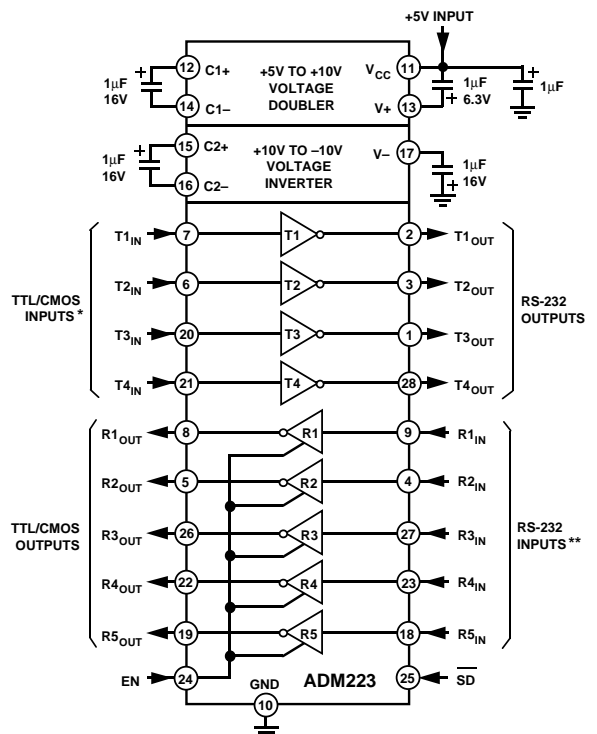 +5V INPUT
12 C1+ +5V TO +10V VCC 11
1µF + VOLTAGE + 1µF + 1µF
16V DOUBLER + 6.3V
14 C1– V+ 13
15 C2+ +10V TO –10V V– 17
1µF + VOLTAGE 1µF
16V INVERTER + 16V
16 C2–
T1IN 7 T1 2 T1OUT
T2IN 6 T2 3 T2OUT
TTL/CMOS RS-232
INPUTS* OUTPUTS
T3IN 20 T3 1 T3OUT
T4IN 21 T4 28 T4OUT
R1OUT 8 R1 9 R1IN
R2OUT 5 R2 4 R2IN
TTL/CMOS RS-232
OUTPUTS INPUTS**
R3OUT 26 R3 27 R3IN
R4OUT 22 R4 23 R4IN
R5OUT 19 R5 18 R5IN
EN 24 GND ADM223 25 SD
10